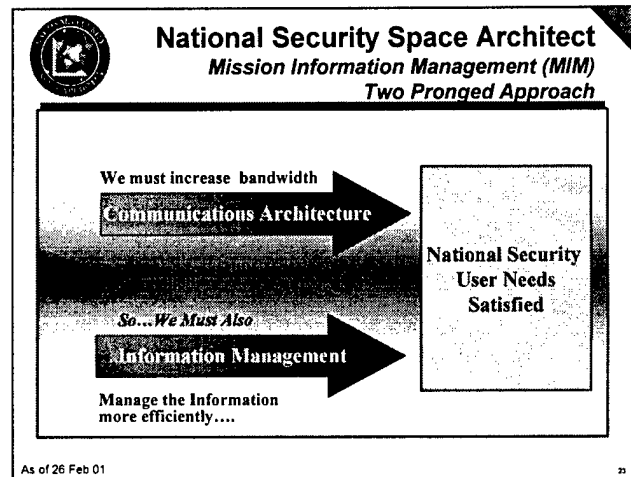 National Security Space Architect
Mission Information Management (MIM)
Two Pronged Approach
We must increase bandwidth
Communications Architecture
National Security
User Needs
Satisfied
So...We Must Also
..Information Management
Manage the Information
more efficiently....
As of 26 Feb 01
23